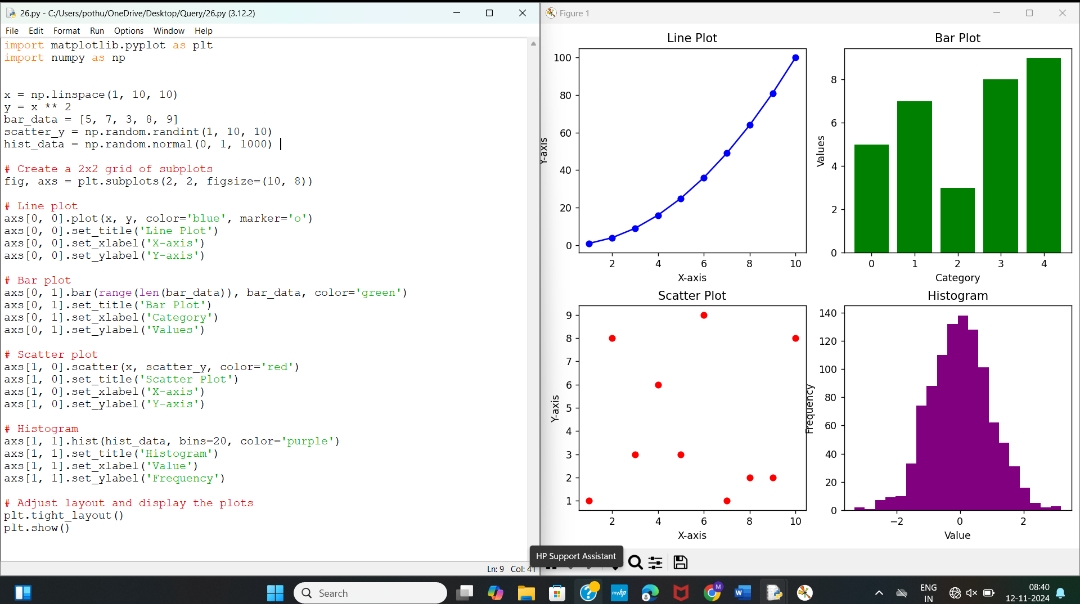 26.py - C:/Users/pothu/OneDrive/Desktop/Query/26.py (3.12.2)
File Edit Format Run Options Window Help
import matplotlib.pyplot as plt
import numpy as np
x = np.linspace(1, 10, 10)
y = x ** 2
bar_data = [5, 7, 3, 8, 9]
scatter_y = np.random.randint(1, 10, 10)
hist_data = np.random.normal(0, 1, 1000)
# Create a 2x2 grid of subplots
fig, axs = plt.subplots(2, 2, figsize=(10, 8))
# Line plot
axs[0, 0].plot(x, y, color='blue', marker='o')
axs[0, 0].set_title('Line Plot')
axs[0, 0].set_xlabel('X-axis')
axs[0, 0].set_ylabel('Y-axis')
# Bar plot
axs[0, 1].bar(range(len(bar_data)), bar_data, color='green')
axs[0, 1].set_title('Bar Plot')
axs[0, 1].set_xlabel('Category')
axs[0, 1].set_ylabel('Values')
# Scatter plot
axs[1, 0].scatter(x, scatter_y, color='red')
axs[1, 0].set_title('Scatter Plot')
axs[1, 0].set_xlabel('X-axis')
axs[1, 0].set_ylabel('Y-axis')
# Histogram
axs[1, 1].hist(hist_data, bins=20, color='purple')
axs[1, 1].set_title('Histogram')
axs[1, 1].set_xlabel('Value')
axs[1, 1].set_ylabel('Frequency')
# Adjust layout and display the plots
plt.tight_layout()
plt.show()
Ln: 9 Col: 41
Figure 1
Line Plot
100
80
60
40
20
0
Y-axis
2 4 6 8 10
X-axis
Bar Plot
8
6
4
2
0
Values
0 1 2 3 4
Category
Scatter Plot
9
8
7
6
5
4
3
2
1
Y-axis
2 4 6 8 10
X-axis
Histogram
140
120
100
80
60
40
20
0
Frequency
−2 0 2
Value
HP Support Assistant
Search
ENG
IN
08:40
12-11-2024